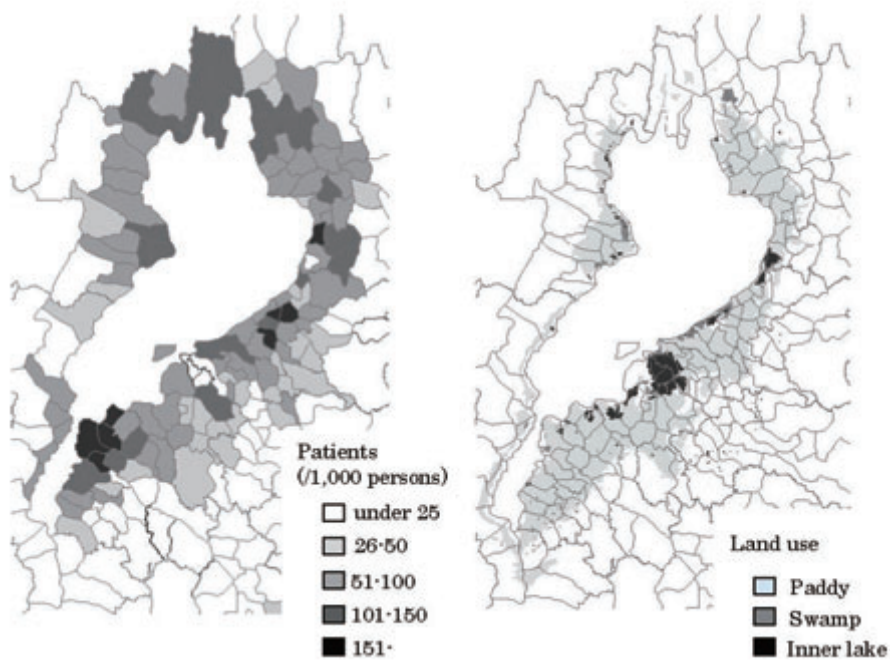 Patients
(/1,000 persons)
under 25
26·50
51·100
101·150
151·
Land use
Paddy
Swamp
Inner lake